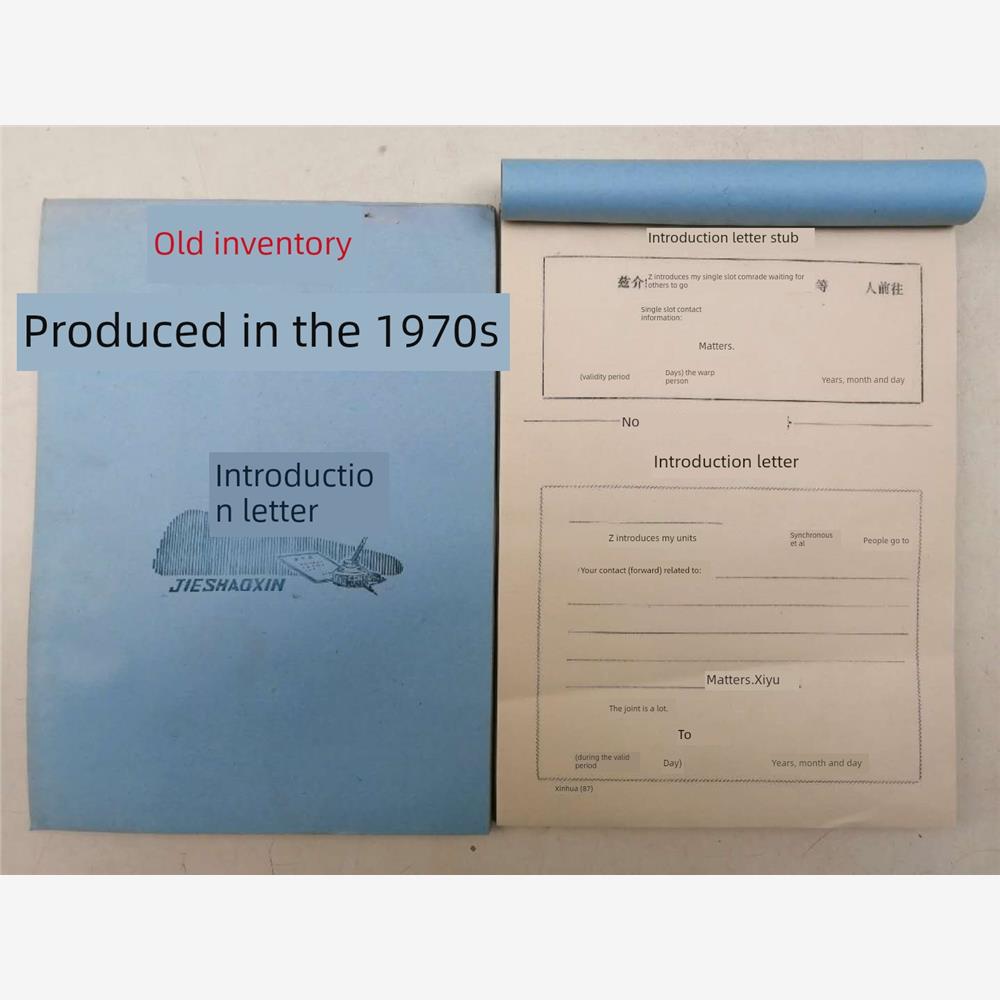 Old inventory
Produced in the 1970s
Introductio
n letter
JIESHAOXIN
Introduction letter stub
兹介 Z introduces my single slot comrade waiting for
others to go
等 人前往
Single slot contact
information:
Matters.
(validity period
Days) the warp
person
Years, month and day
No
Introduction letter
Z introduces my units
Synchronous
et al
People go to
Your contact (forward) related to:
Matters.Xiyu
The joint is a lot.
To
(during the valid
period
Day)
Years, month and day
Xinhua (87)